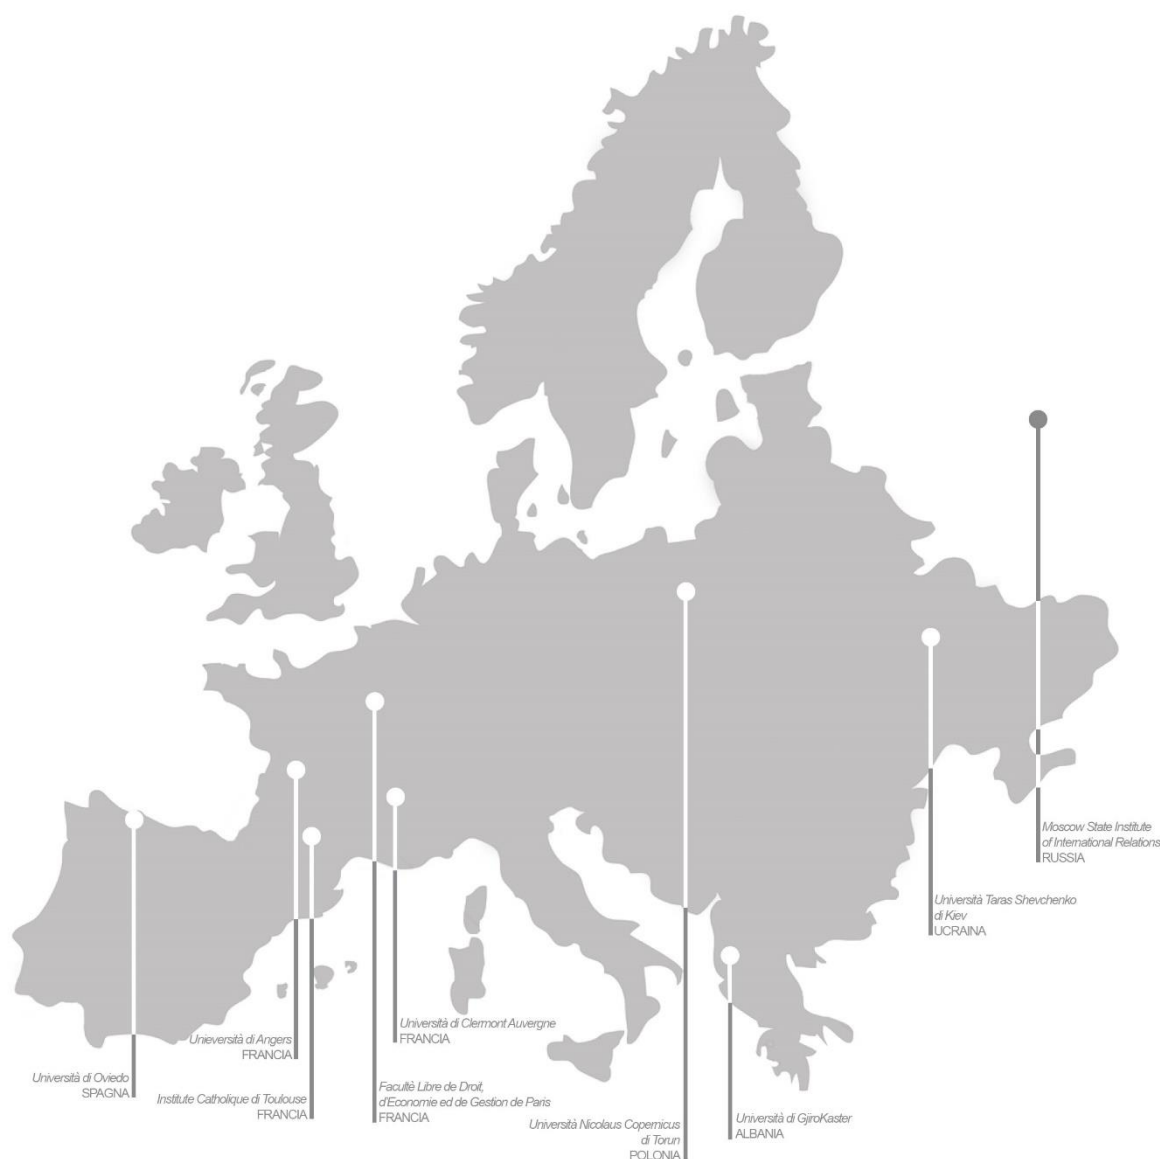 Moscow State Institute
of International Relations
RUSSIA
Università Taras Shevchenko
di Kiev
UCRAINA
Università di Clermont Auvergne
FRANCIA
Unieversità di Angers
FRANCIA
Università di Oviedo
SPAGNA
Institute Catholique di Toulouse
FRANCIA
Facultè Libre de Droit,
d'Economie ed de Gestion de Paris
FRANCIA
Università Nicolaus Copernicus
di Torun
POLONIA
Università di GjiroKaster
ALBANIA